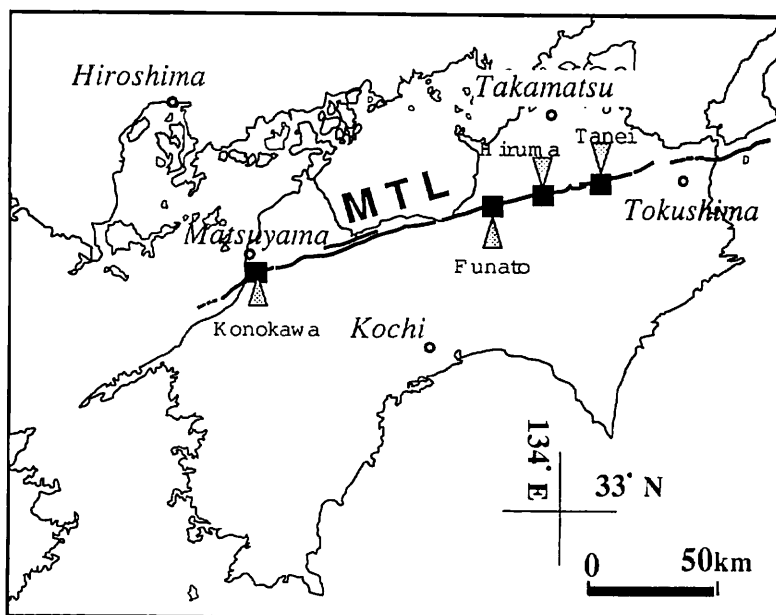 Hiroshima
Takamatsu
Hiruma
Tanei
MTL
Tokushima
Matsuyama
Funato
Konokawa
Kochi
134° E
33° N
0 50km